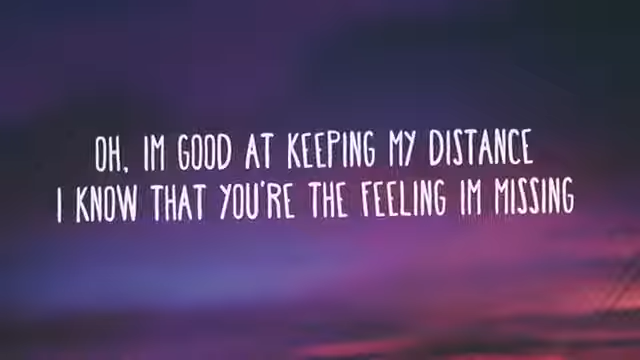 OH, IM GOOD AT KEEPING MY DISTANCE
I KNOW THAT YOU'RE THE FEELING IM MISSING